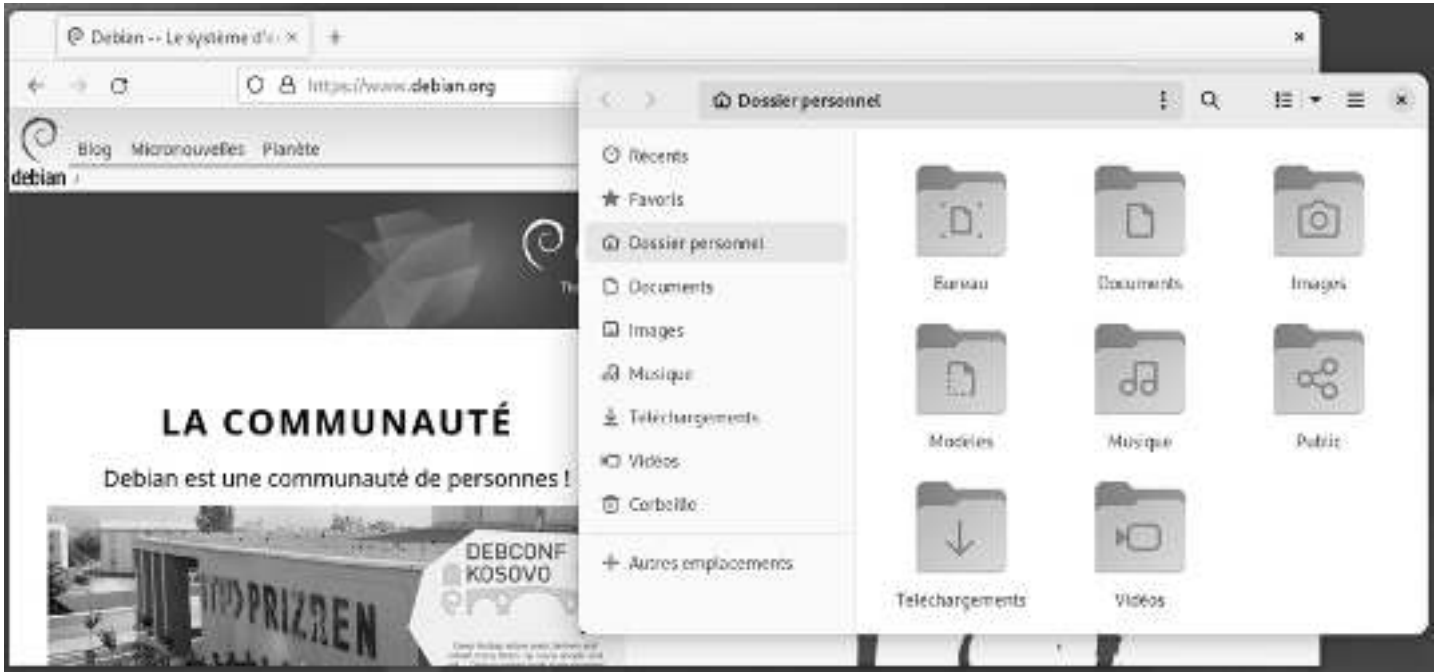 Debian -- Le système d'
https://www.debian.org
Blog Micronouvelles Planète
debian /
LA COMMUNAUTÉ
Debian est une communauté de personnes !
DEBCONF
KOSOVO
PRIZREN
Dossier personnel
Récents
Favoris
Dossier personnel
Documents
Images
Musique
Téléchargements
Vidéos
Corbeille
Autres emplacements
Bureau Documents Images
Modèles Musique Public
Téléchargements Vidéos